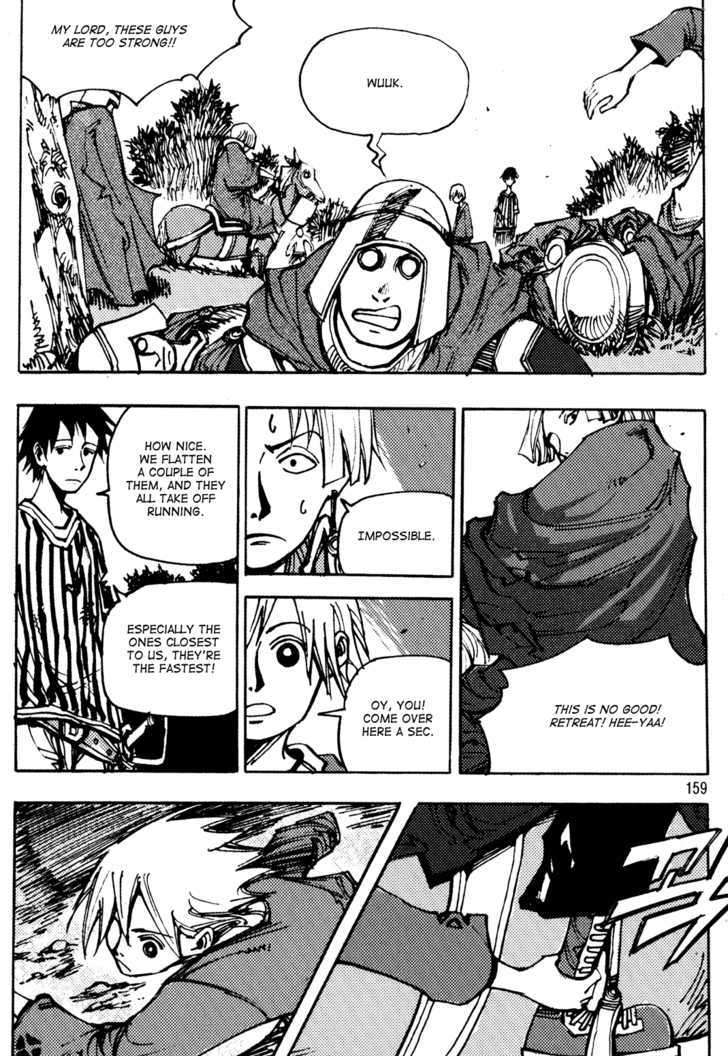 MY LORD, THESE GUYS
ARE TOO STRONG!!
WUUK.
HOW NICE.
WE FLATTEN
A COUPLE OF
THEM, AND THEY
ALL TAKE OFF
RUNNING.
ESPECIALLY THE
ONES CLOSEST
TO US, THEY'RE
THE FASTEST!
IMPOSSIBLE.
OY, YOU!
COME OVER
HERE A SEC.
THIS IS NO GOOD!
RETREAT! HEE-YAA!
159